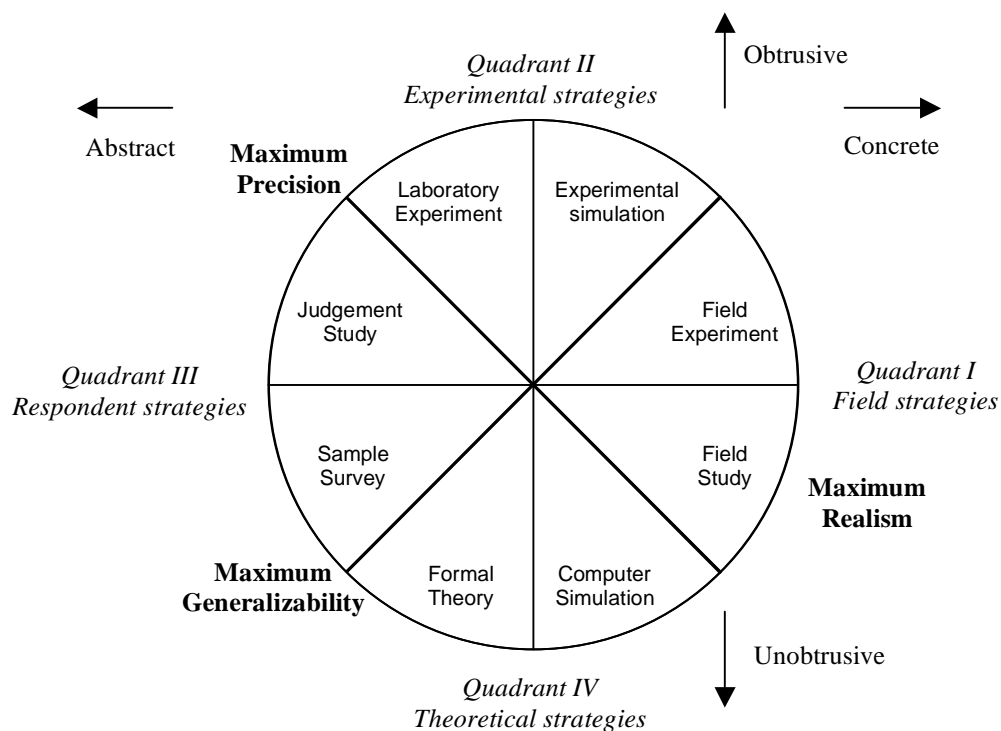 Obtrusive
Quadrant II
Experimental strategies
Abstract
Concrete
Maximum
Precision
Laboratory
Experiment
Experimental
simulation
Judgement
Study
Field
Experiment
Quadrant III
Respondent strategies
Quadrant I
Field strategies
Sample
Survey
Field
Study
Maximum
Realism
Maximum
Generalizability
Formal
Theory
Computer
Simulation
Unobtrusive
Quadrant IV
Theoretical strategies